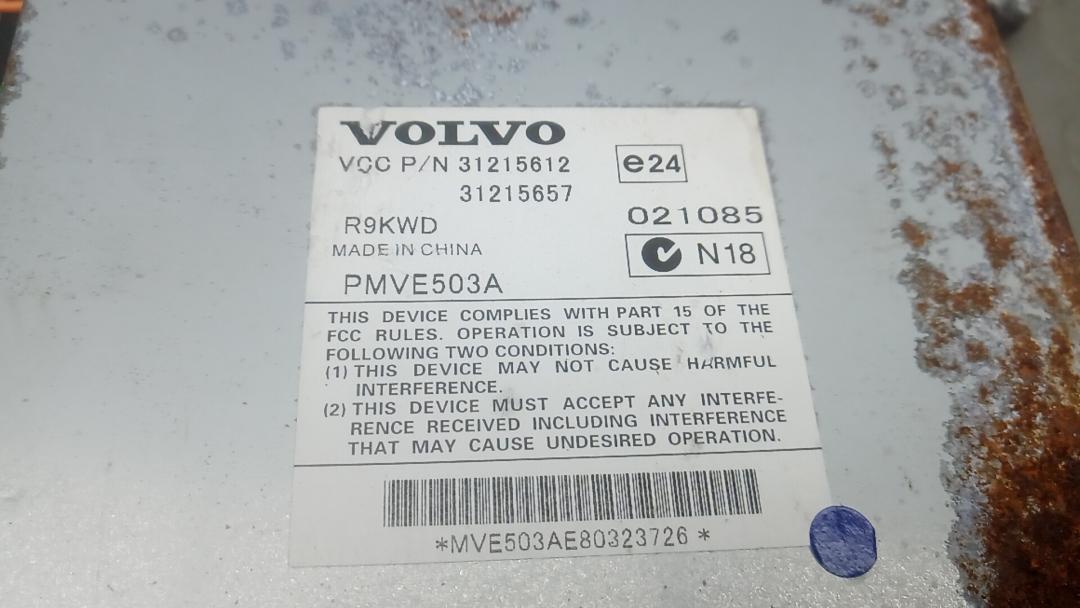 VOLVO
VCC P/N 31215612
31215657
e24
R9KWD
021085
MADE IN CHINA
N18
PMVE503A
THIS DEVICE COMPLIES WITH PART 15 OF THE
FCC RULES. OPERATION IS SUBJECT TO THE
FOLLOWING TWO CONDITIONS:
(1) THIS DEVICE MAY NOT CAUSE HARMFUL
INTERFERENCE.
(2) THIS DEVICE MUST ACCEPT ANY INTERFE-
RENCE RECEIVED INCLUDING INTERFERENCE
THAT MAY CAUSE UNDESIRED OPERATION.
*MVE503AE80323726 *